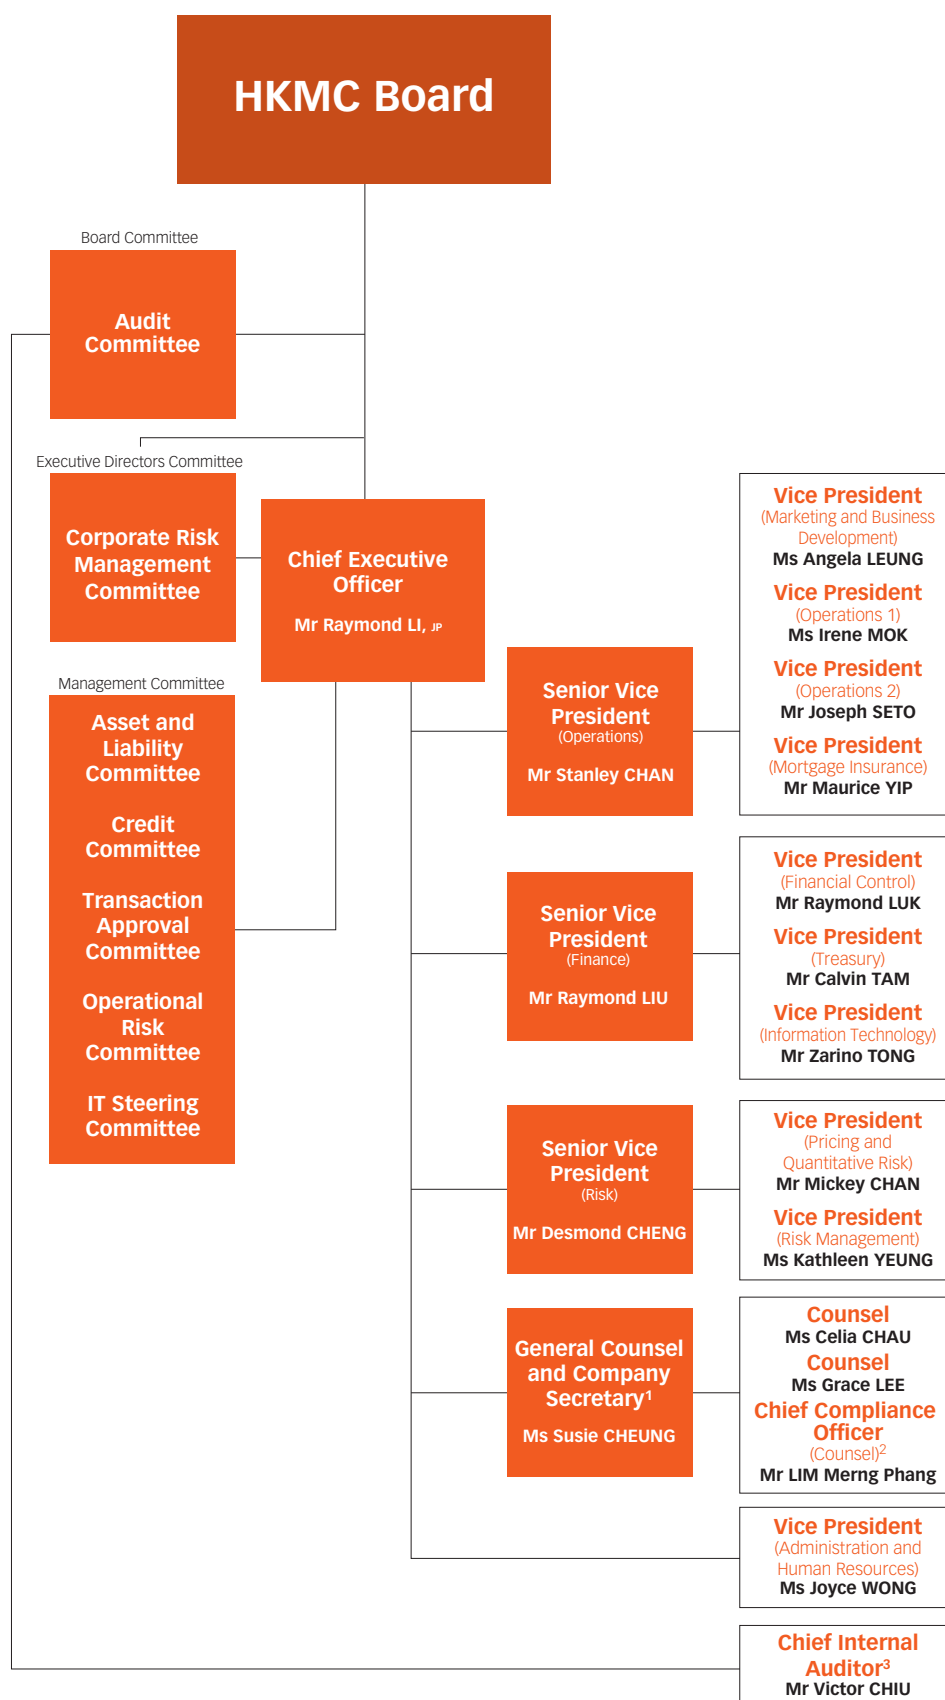 HKMC Board
Board Committee
Audit
Committee
Executive Directors Committee
Corporate Risk
Management
Committee
Chief Executive
Officer
Mr Raymond LI, JP
Management Committee
Asset and
Liability
Committee
Credit
Committee
Transaction
Approval
Committee
Operational
Risk
Committee
IT Steering
Committee
Senior Vice
President
(Operations)
Mr Stanley CHAN
Vice President
(Marketing and Business
Development)
Ms Angela LEUNG
Vice President
(Operations 1)
Ms Irene MOK
Vice President
(Operations 2)
Mr Joseph SETO
Vice President
(Mortgage Insurance)
Mr Maurice YIP
Senior Vice
President
(Finance)
Mr Raymond LIU
Vice President
(Financial Control)
Mr Raymond LUK
Vice President
(Treasury)
Mr Calvin TAM
Vice President
(Information Technology)
Mr Zarino TONG
Senior Vice
President
(Risk)
Mr Desmond CHENG
Vice President
(Pricing and
Quantitative Risk)
Mr Mickey CHAN
Vice President
(Risk Management)
Ms Kathleen YEUNG
General Counsel
and Company
Secretary¹
Ms Susie CHEUNG
Counsel
Ms Celia CHAU
Counsel
Ms Grace LEE
Chief Compliance
Officer
(Counsel)²
Mr LIM Merng Phang
Vice President
(Administration and
Human Resources)
Ms Joyce WONG
Chief Internal
Auditor³
Mr Victor CHIU